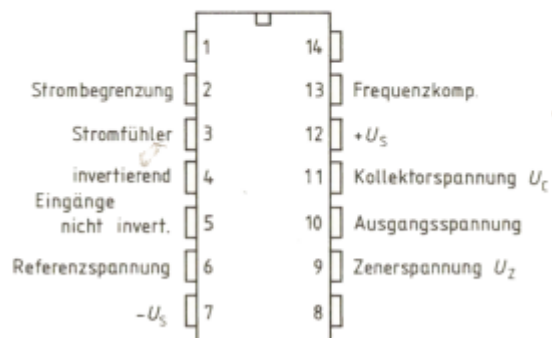 1 14
Strombegrenzung 2 13 Frequenzkomp.
Stromfühler 3 12 +U_S
invertierend 4 11 Kollektorspannung U_C
Eingänge
nicht invert. 5 10 Ausgangsspannung
Referenzspannung 6 9 Zenerspannung U_Z
-U_S 7 8